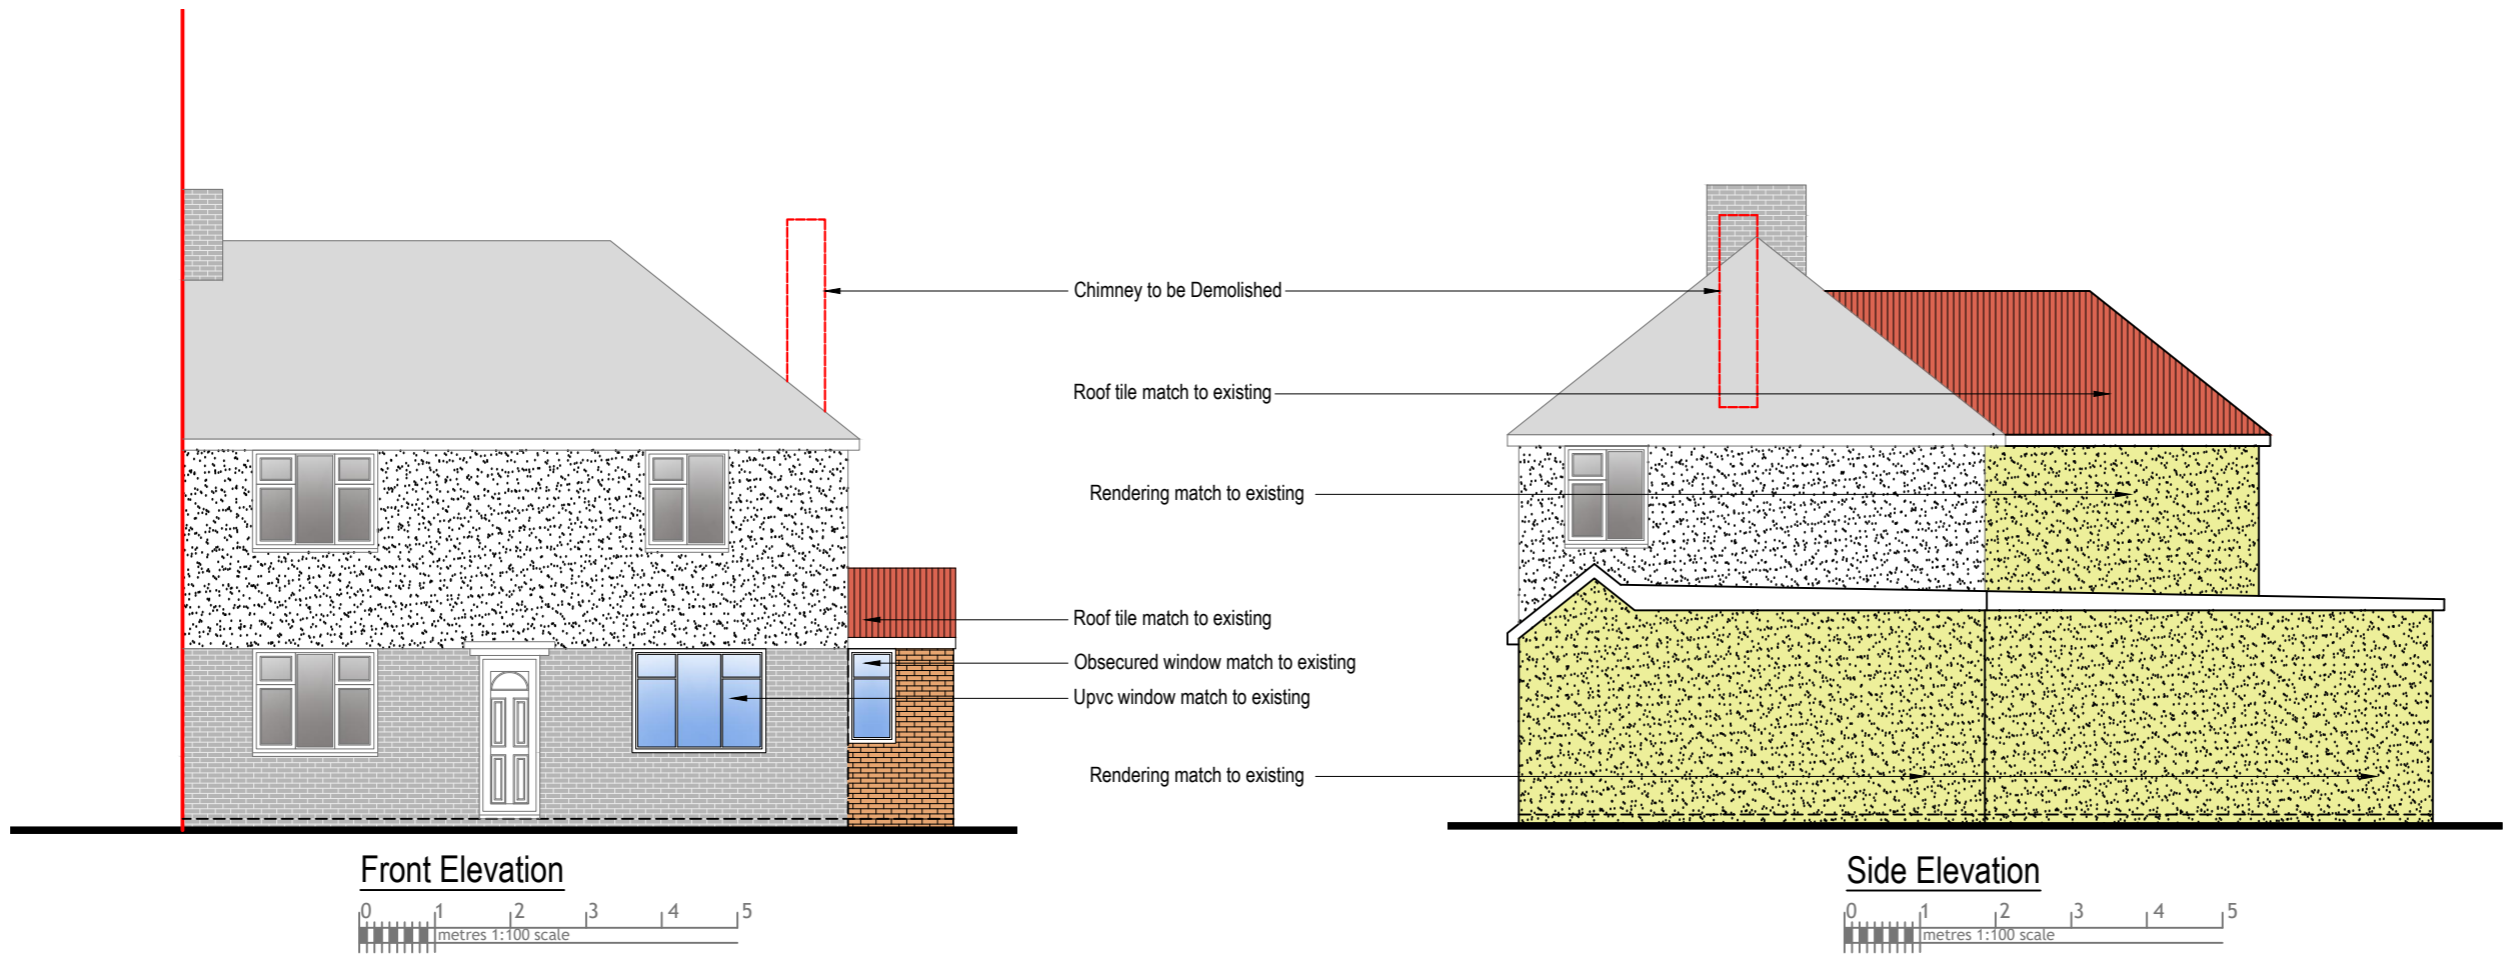 Chimney to be Demolished
Roof tile match to existing
Rendering match to existing
Roof tile match to existing
Obsecured window match to existing
Upvc window match to existing
Rendering match to existing
Front Elevation
0 1 2 3 4 5
metres 1:100 scale
Side Elevation
0 1 2 3 4 5
metres 1:100 scale